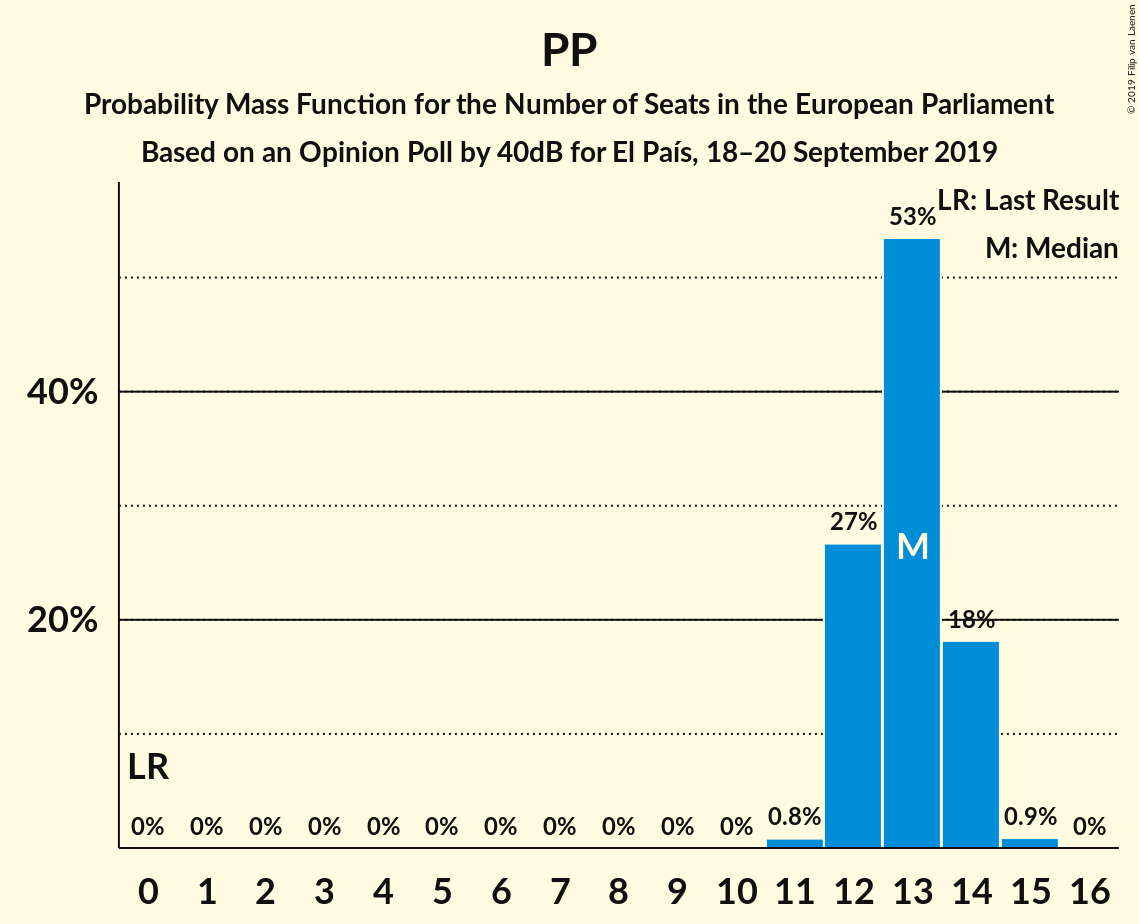 PP
Probability Mass Function for the Number of Seats in the European Parliament
Based on an Opinion Poll by 40dB for El País, 18–20 September 2019
© 2019 Filip van Laenen
LR: Last Result
M: Median
53%
40%
27%
M
20%
18%
LR
0% 0% 0% 0% 0% 0% 0% 0% 0% 0% 0% 0.8% 0.9% 0%
0 1 2 3 4 5 6 7 8 9 10 11 12 13 14 15 16